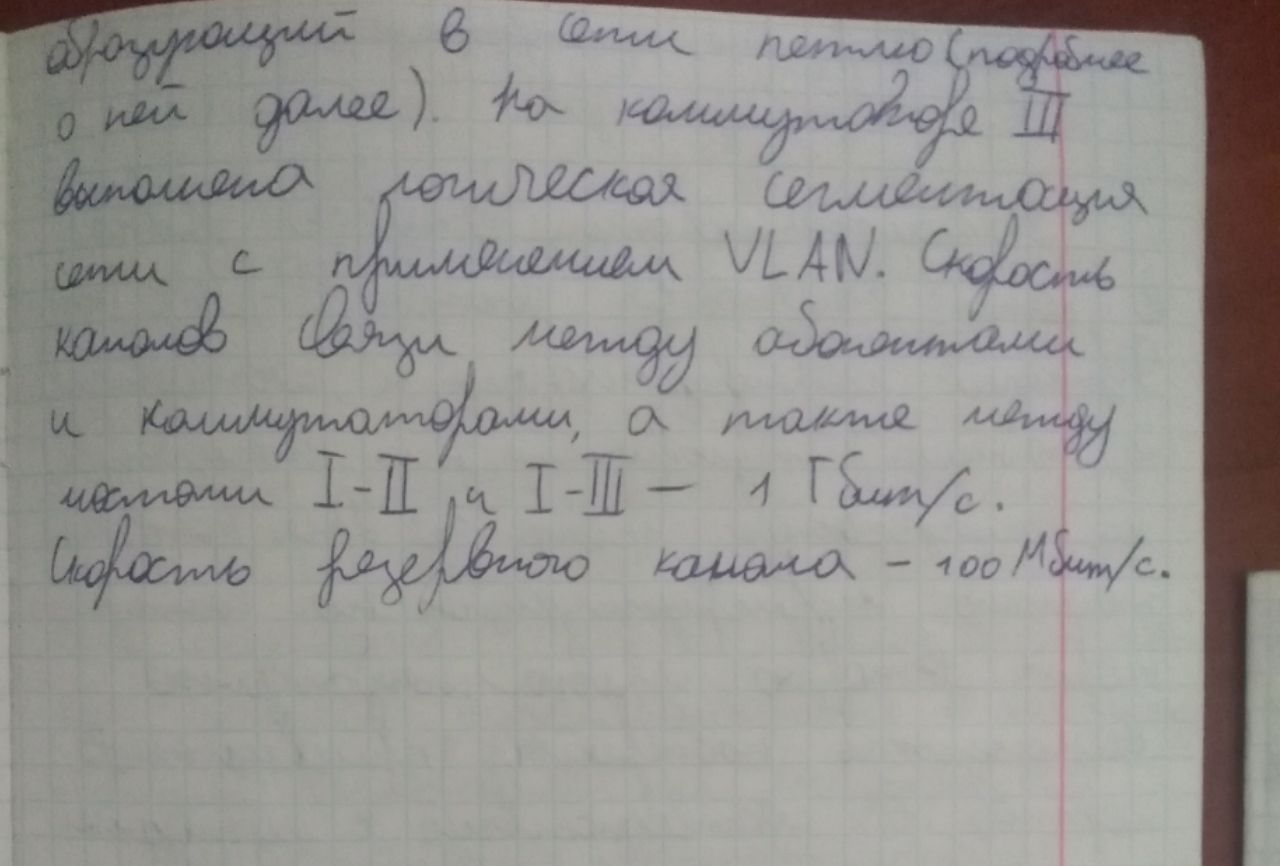 образующий в сети петлю (подробнее
о ней далее). На коммутаторе III
выполнена логическая сегментация
сети с применением VLAN. Скорость
каналов связи между абонентами
и коммутаторами, а также между
мостами I-II и I-III — 1 Гбит/с.
Скорость резервного канала - 100 Мбит/с.